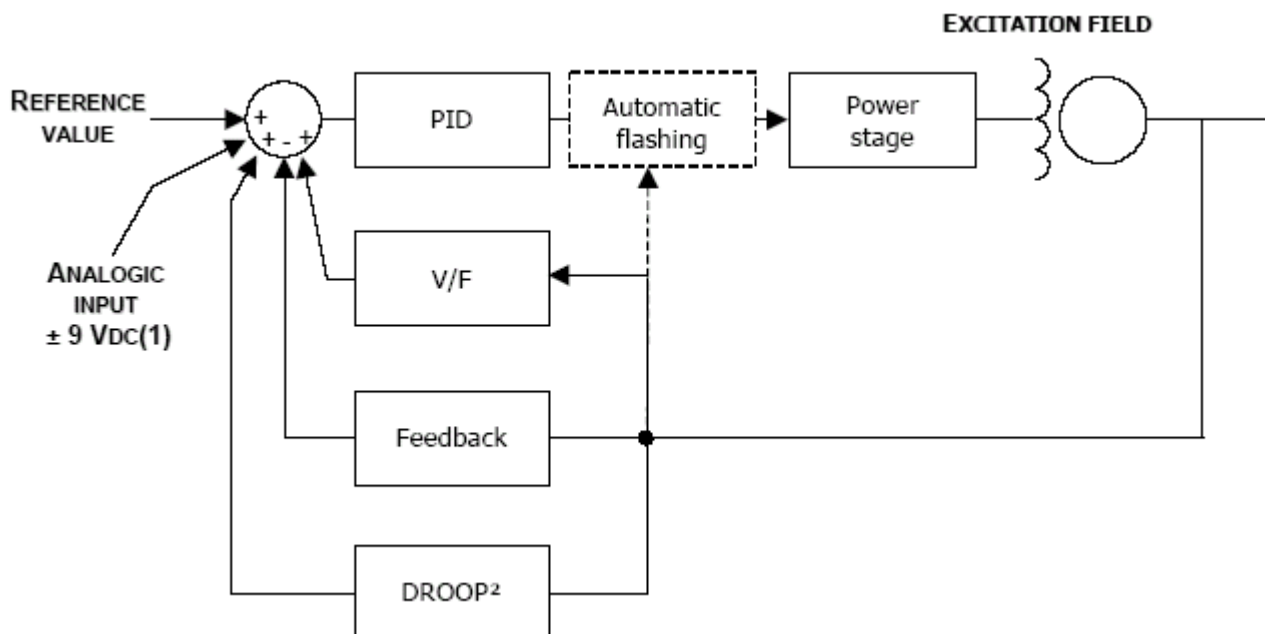 EXCITATION FIELD
REFERENCE
VALUE
+
+
-
+
PID
Automatic
flashing
Power
stage
ANALOGIC
INPUT
± 9 VDC(1)
V/F
Feedback
DROOP²